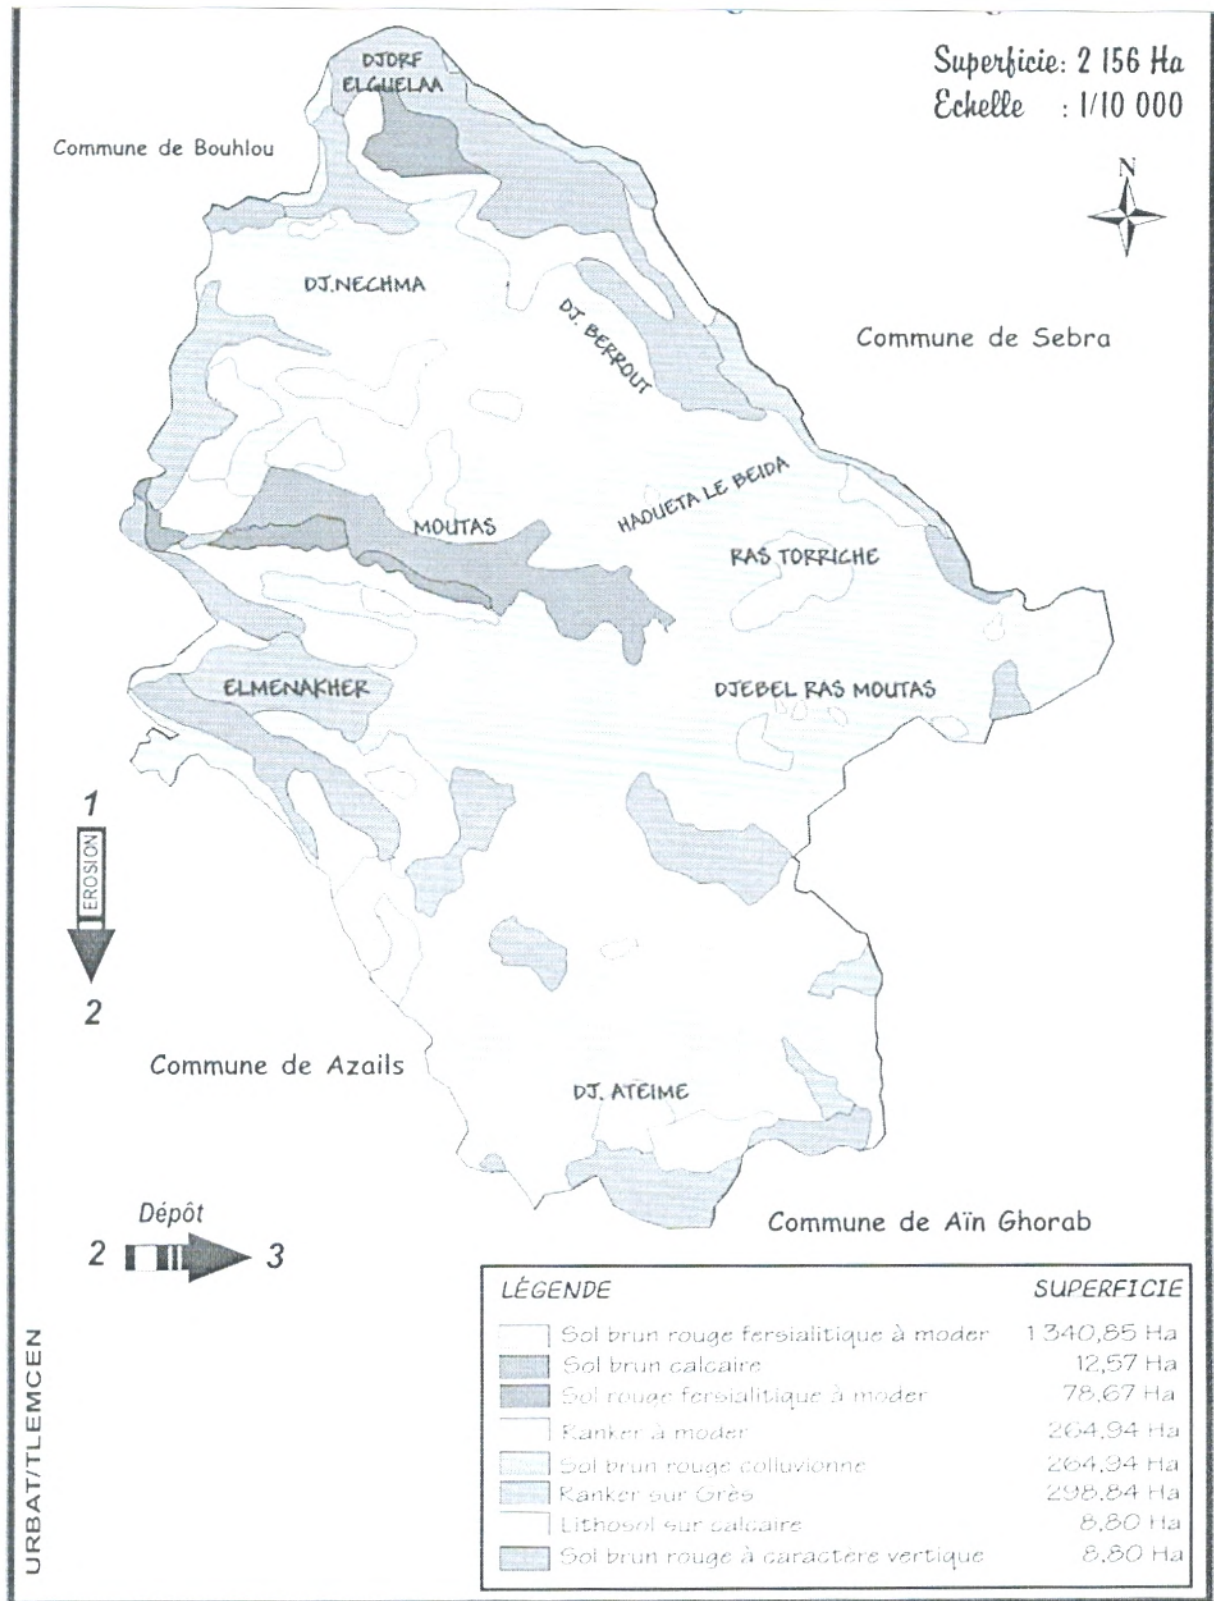 Superficie: 2 156 Ha
Echelle : 1/10 000
N
DJORF
ELGUELAA
Commune de Bouhlou
DJ.NECHMA
DJ. BERROUT
Commune de Sebra
HAOUETA LE BEIDA
MOUTAS
RAS TORRICHE
ELMENAKHER
DJEBEL RAS MOUTAS
1
EROSION
2
Commune de Azails
DJ. ATEIME
Dépôt
2 3
Commune de Aïn Ghorab
URBAT/TLEMCEN
LÉGENDE SUPERFICIE
Sol brun rouge fersialitique à moder 1 340,85 Ha
Sol brun calcaire 12,57 Ha
Sol rouge fersialitique à moder 78,67 Ha
Ranker à moder 264,94 Ha
Sol brun rouge colluvionne 264,94 Ha
Ranker sur Grès 298,84 Ha
Lithosol sur calcaire 8,80 Ha
Sol brun rouge à caractère vertique 8,80 Ha